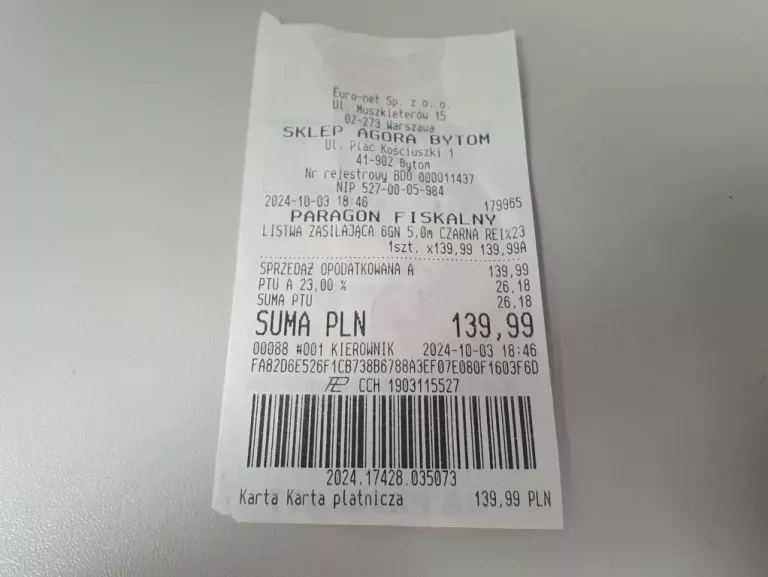 Euro-net Sp. z o. o.
Ul. Muszkieterów 15
02-273 Warszawa
SKLEP AGORA BYTOM
Ul. Plac Kościuszki 1
41-902 Bytom
Nr rejestrowy BDO 000011437
NIP 527-00-05-984
2024-10-03 18:46 179965
PARAGON FISKALNY
LISTWA ZASILAJĄCA 6GN 5,0m CZARNA REI%23
1szt. x139,99 139,99A
SPRZEDAŻ OPODATKOWANA A 139,99
PTU A 23,00 % 26,18
SUMA PTU 26,18
SUMA PLN 139,99
00088 #001 KIEROWNIK 2024-10-03 18:46
FA82D6E526F1CB738B6788A3EF07E080F1603F6D
CCH 1903115527
2024.17428.035073
Karta Karta płatnicza 139,99 PLN